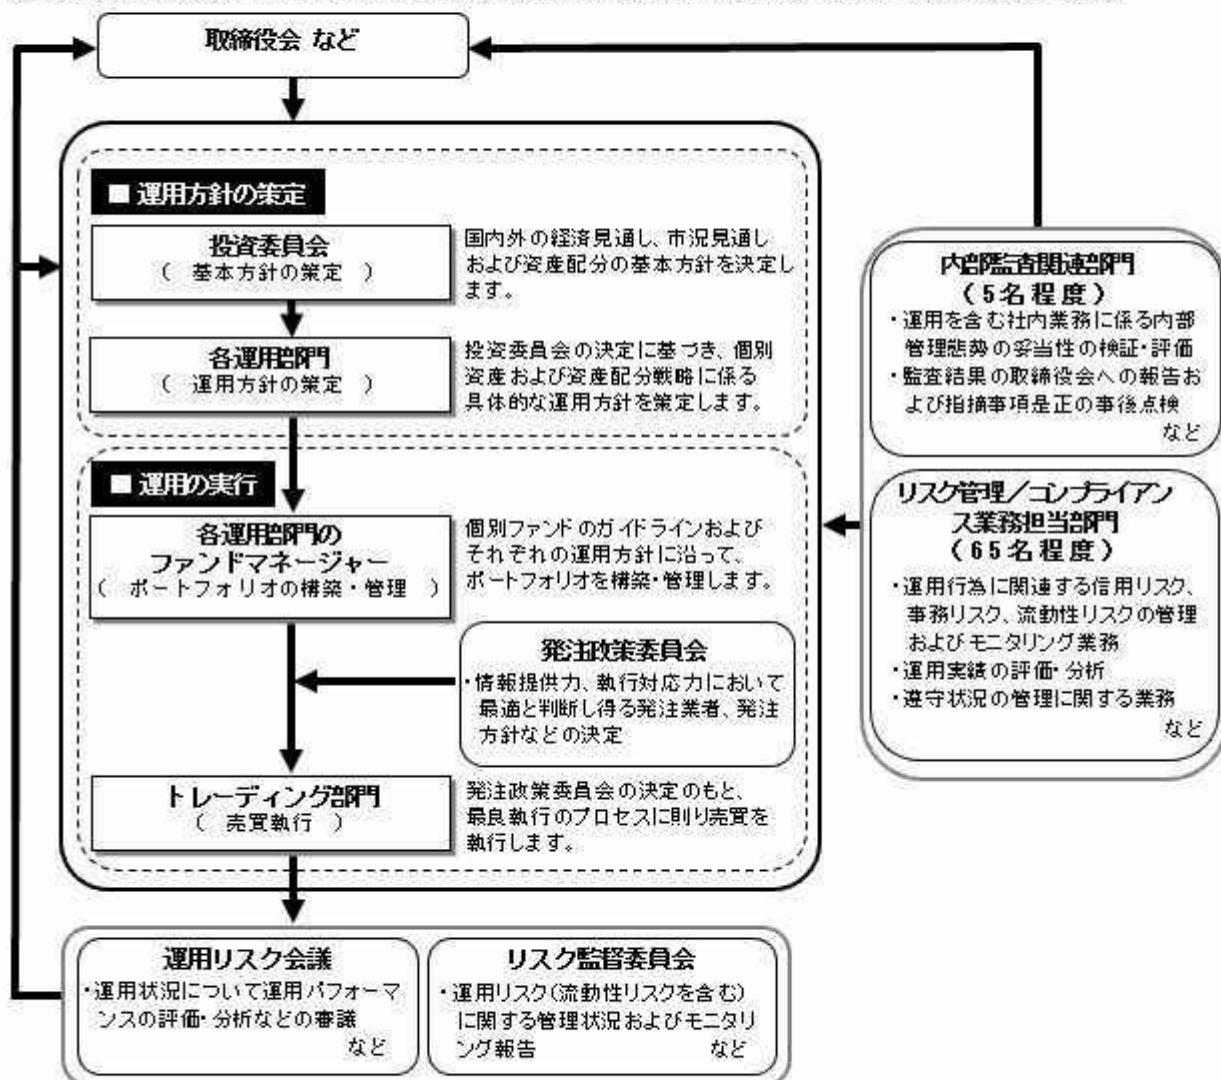 取締役会 など
■ 運用方針の策定
投資委員会
( 基本方針の策定 )
国内外の経済見通し、市況見通し
および資産配分の基本方針を決定し
ます。
各運用部門
( 運用方針の策定 )
投資委員会の決定に基づき、個別
資産および資産配分戦略に係る
具体的な運用方針を策定します。
■ 運用の実行
各運用部門の
ファンドマネージャー
( ポートフォリオの構築・管理 )
個別ファンドのガイドラインおよび
それぞれの運用方針に沿って、
ポートフォリオを構築・管理します。
発注政策委員会
・情報提供力、執行対応力において
最適と判断し得る発注業者、発注
方針などの決定
トレーディング部門
( 売買執行 )
発注政策委員会の決定のもと、
最良執行のプロセスに則り売買を
執行します。
内部監査関連部門
(5名程度)
・運用を含む社内業務に係る内部
管理態勢の妥当性の検証・評価
・監査結果の取締役会への報告お
よび指摘事項是正の事後点検
など
リスク管理/コンプライアン
ス業務担当部門
(65名程度)
・運用行為に関連する信用リスク、
事務リスク、流動性リスクの管理
およびモニタリング業務
・運用実績の評価・分析
・遵守状況の管理に関する業務
など
運用リスク会議
・運用状況について運用パフォーマ
ンスの評価・分析などの審議
など
リスク監督委員会
・運用リスク(流動性リスクを含む)
に関する管理状況およびモニタリ
ング報告 など